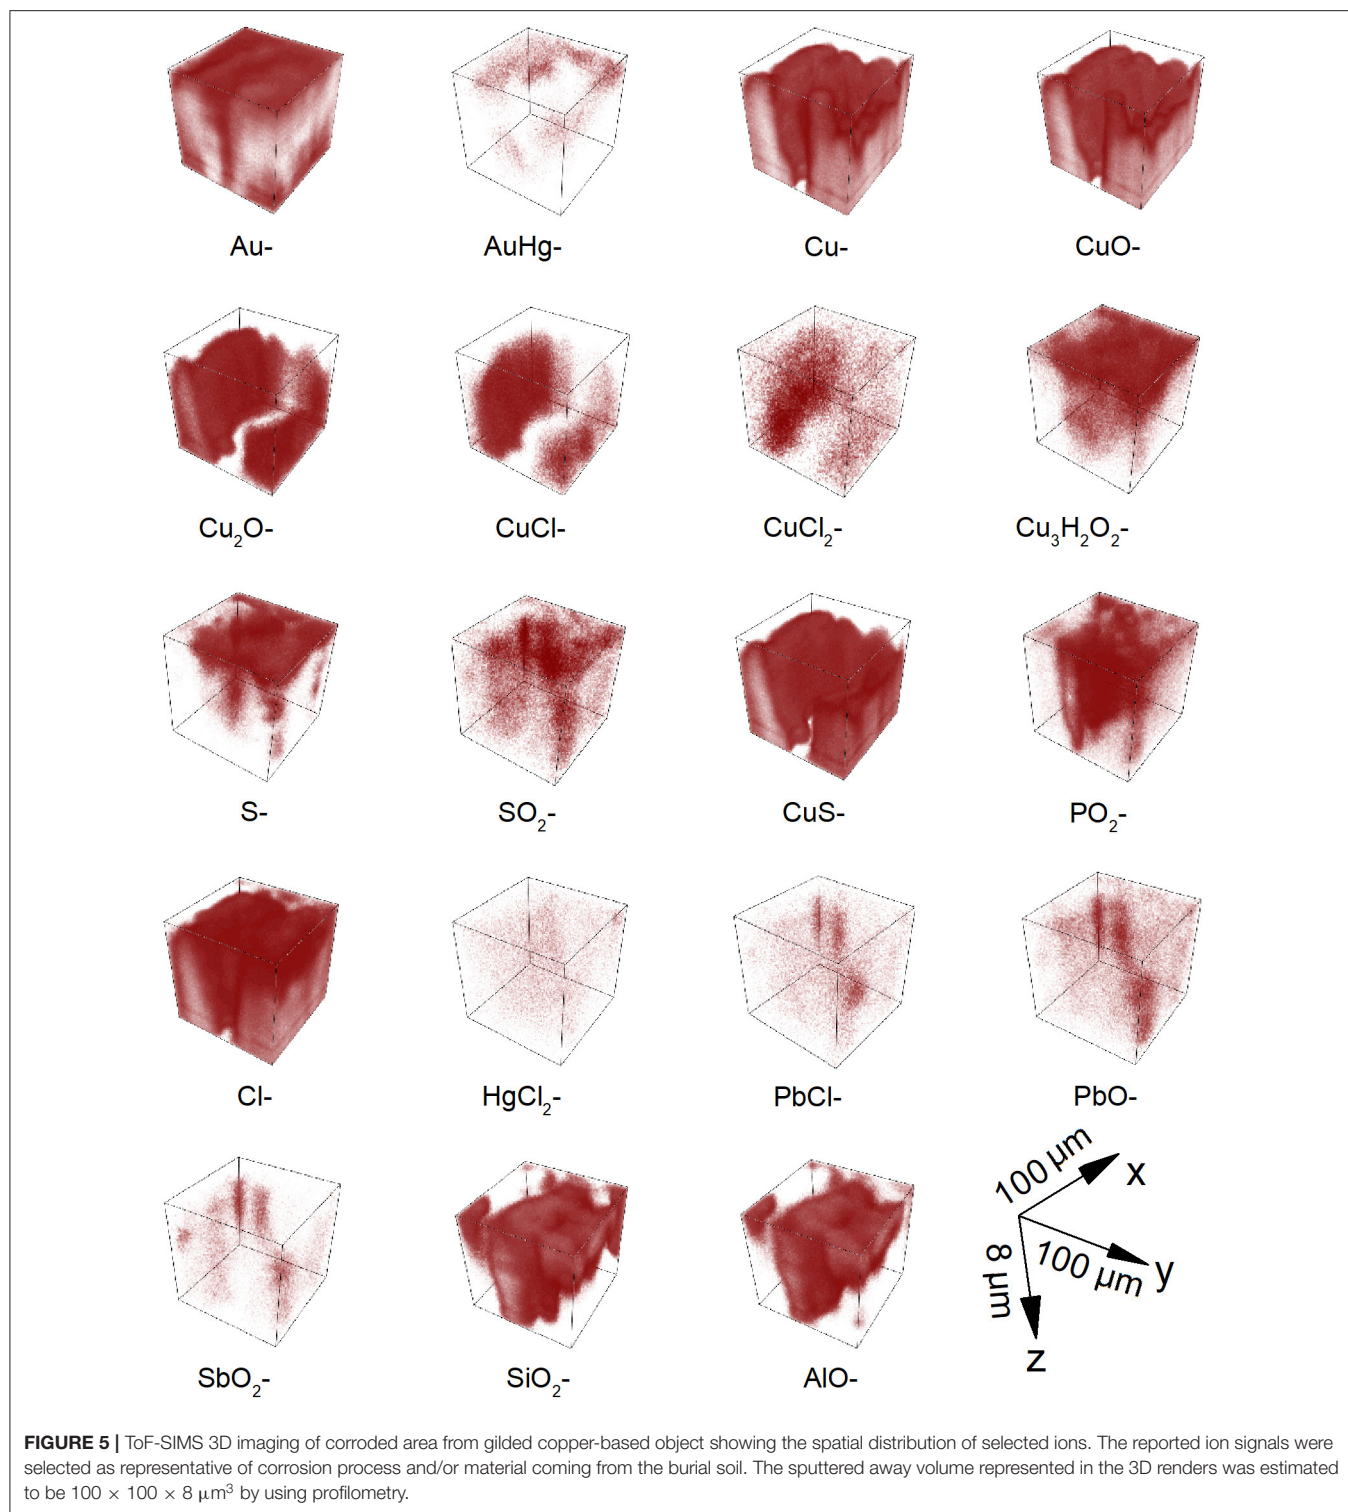 Au- AuHg- Cu- CuO-
Cu₂O- CuCl- CuCl₂- Cu₃H₂O₂-
S- SO₂- CuS- PO₂-
Cl- HgCl₂- PbCl- PbO-
100 µm x
100 µm y
8 µm
z
SbO₂- SiO₂- AlO-
FIGURE 5 | ToF-SIMS 3D imaging of corroded area from gilded copper-based object showing the spatial distribution of selected ions. The reported ion signals were
selected as representative of corrosion process and/or material coming from the burial soil. The sputtered away volume represented in the 3D renders was estimated
to be 100 × 100 × 8 µm³ by using profilometry.